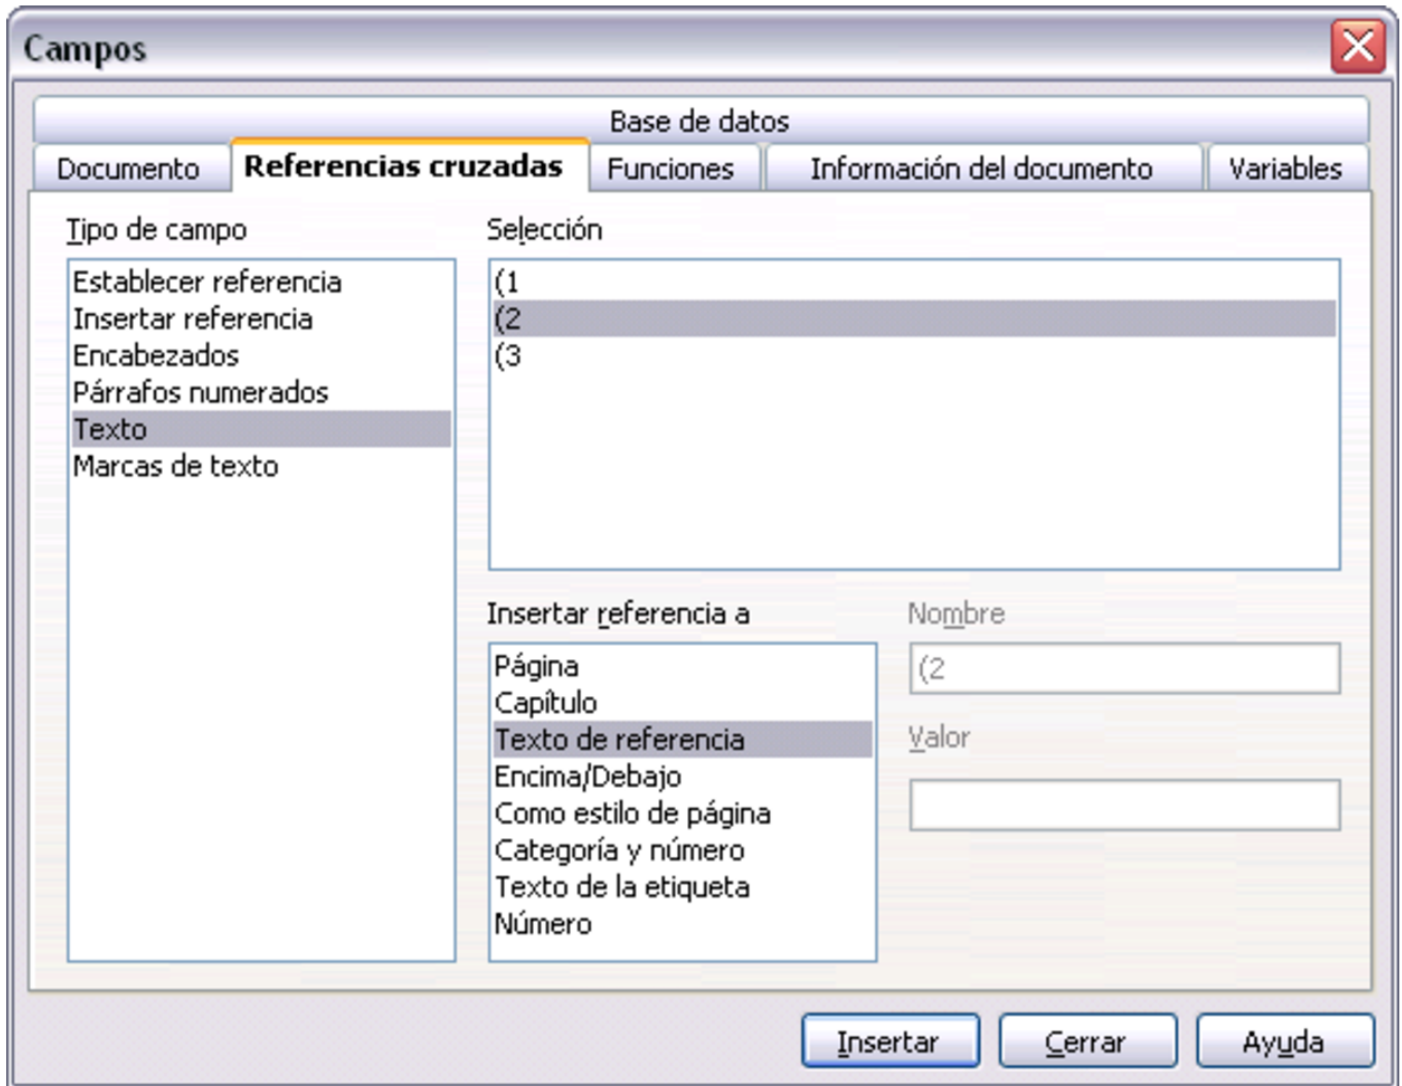 Campos
Base de datos
Documento
Referencias cruzadas
Funciones
Información del documento
Variables
Tipo de campo
Establecer referencia
Insertar referencia
Encabezados
Párrafos numerados
Texto
Marcas de texto
Selección
(1
(2
(3
Insertar referencia a
Página
Capítulo
Texto de referencia
Encima/Debajo
Como estilo de página
Categoría y número
Texto de la etiqueta
Número
Nombre
(2
Valor
Insertar
Cerrar
Ayuda